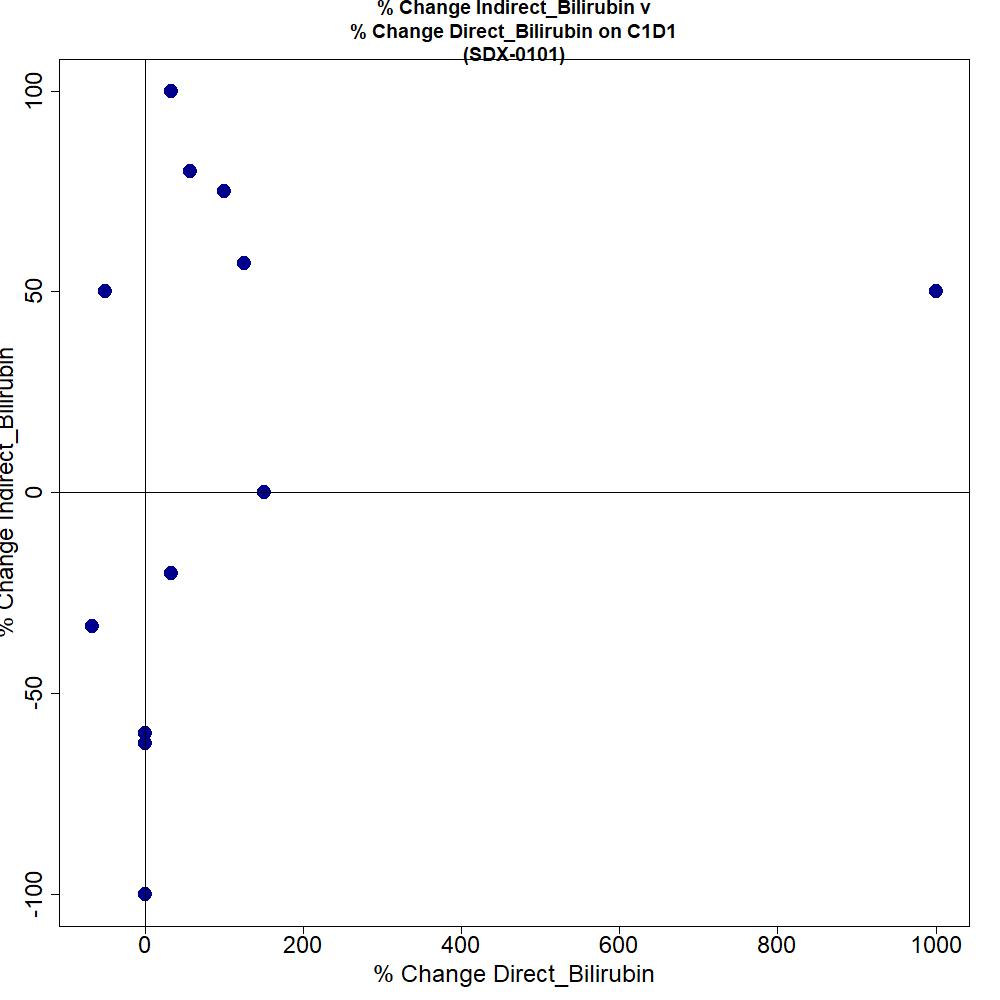 % Change Indirect_Bilirubin v
% Change Direct_Bilirubin on C1D1
(SDX-0101)
100
50
0
-50
-100
% Change Indirect_Bilirubin
0
200
400
600
800
1000
% Change Direct_Bilirubin